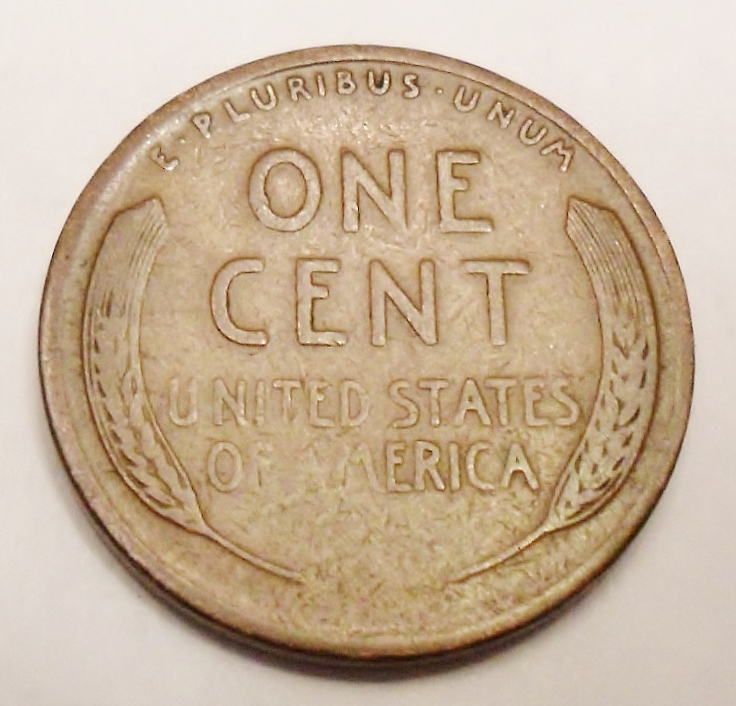 E·PLURIBUS·UNUM
ONE
CENT
UNITED STATES
OF AMERICA